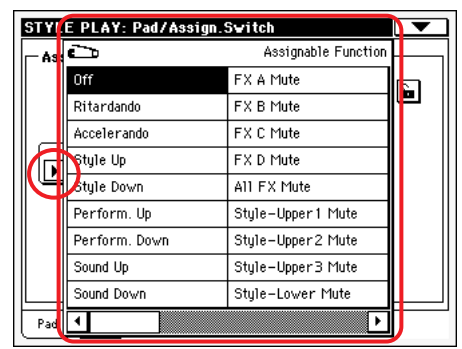 STYLE PLAY: Pad/Assign.Switch
Assignable Function
Off FX A Mute
Ritardando FX B Mute
Accelerando FX C Mute
Style Up FX D Mute
Style Down All FX Mute
Perform. Up Style-Upper1 Mute
Perform. Down Style-Upper2 Mute
Sound Up Style-Upper3 Mute
Sound Down Style-Lower Mute
Pad